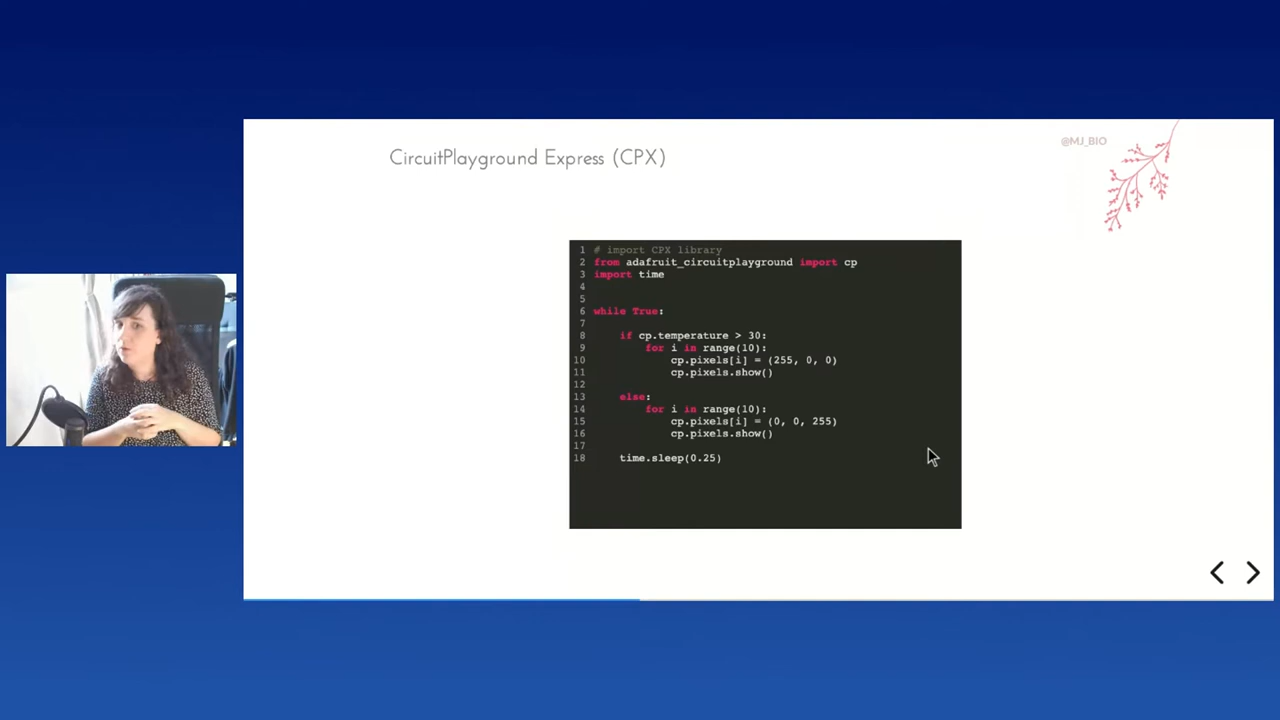 CircuitPlayground Express (CPX)
@MJ_BIO
1 # import CPX library
2 from adafruit_circuitplayground import cp
3 import time
4
5
6 while True:
7
8 if cp.temperature > 30:
9 for i in range(10):
10 cp.pixels[i] = (255, 0, 0)
11 cp.pixels.show()
12
13 else:
14 for i in range(10):
15 cp.pixels[i] = (0, 0, 255)
16 cp.pixels.show()
17
18 time.sleep(0.25)